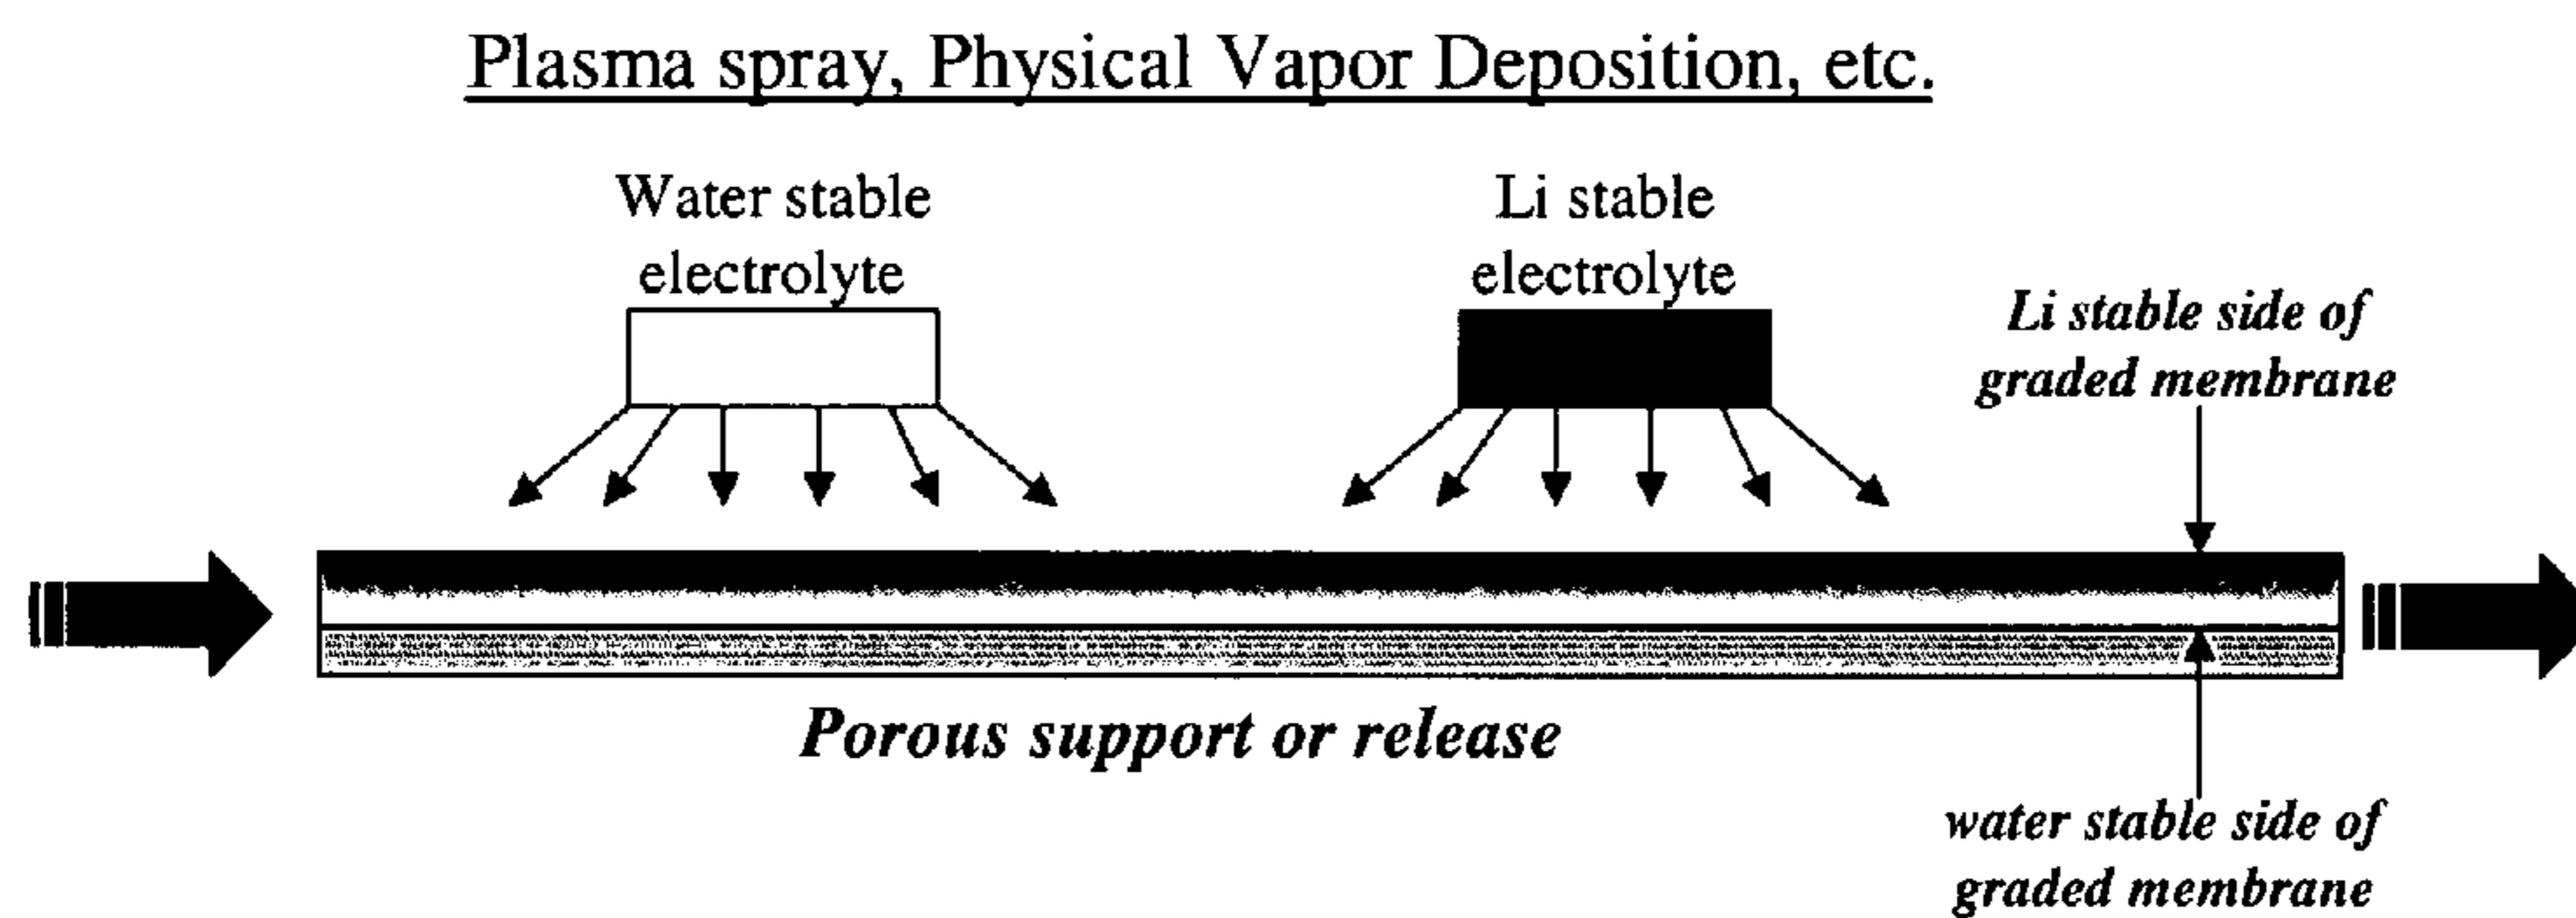 Plasma spray, Physical Vapor Deposition, etc.
Water stable
electrolyte
Li stable
electrolyte
Li stable side of
graded membrane
Porous support or release
water stable side of
graded membrane